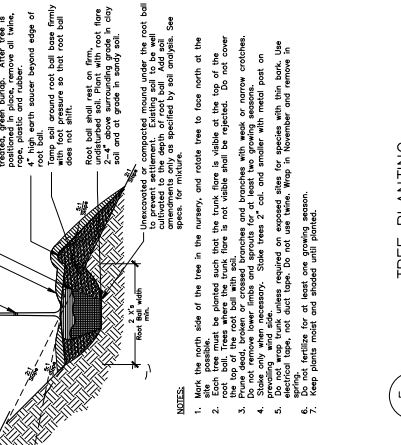 treated, green burlap. After tree is
positioned in place, remove all twine,
rope, plastic and rubber.
4" high earth saucer beyond edge of
root ball.
Tamp soil around root ball base firmly
with foot pressure so that root ball
does not shift.
Root ball shall rest on firm,
undisturbed soil. Plant with root flare
2-4" above surrounding grade in clay
soil and at grade in sandy soil.
Unexcavated or compacted mound under the root ball
to prevent settlement. Existing soil to be well
cultivated to the depth of root ball. Add soil
amendments only as specified by soil analysis. See
specs. for mixture.
2:1
2:1
2 X's
Root Ball width
min.
NOTES:
1. Mark the north side of the tree in the nursery, and rotate tree to face north at the
site possible.
2. Each tree must be planted such that the trunk flare is visible at the top of the
root ball. Trees where the trunk flare is not visible shall be rejected. Do not cover
the top of the root ball with soil.
3. Prune dead, broken or crossed branches and branches with weak or narrow crotches.
Do not remove lower limbs and sprouts for at least two growing seasons.
4. Stake only when necessary. Stake trees 2" cal. and smaller with metal post on
prevailing wind side.
5. Do not wrap trunk unless required on exposed sites for species with thin bark. Use
electrical tape, not duct tape. Do not use twine. Wrap in November and remove in
spring.
6. Do not fertilize for at least one growing season.
7. Keep plants moist and shaded until planted.
TREE PLANTING